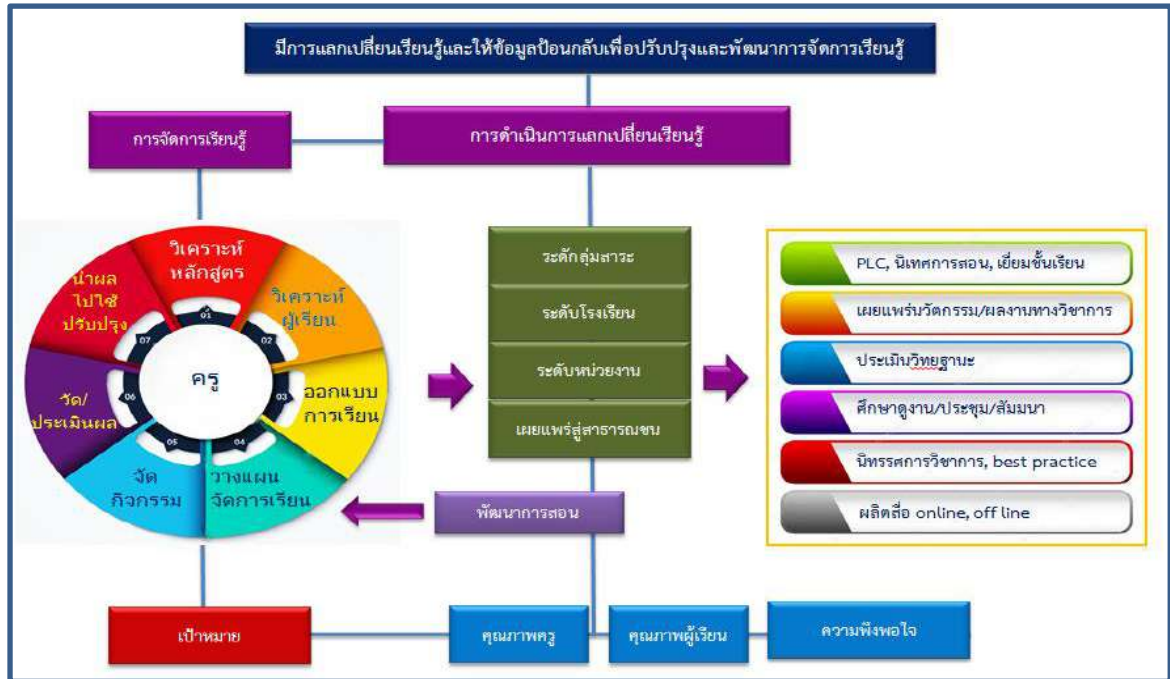 มีการแลกเปลี่ยนเรียนรู้และให้ข้อมูลป้อนกลับเพื่อปรับปรุงและพัฒนาการจัดการเรียนรู้
การจัดการเรียนรู้
การดำเนินการแลกเปลี่ยนเรียนรู้
วิเคราะห์
หลักสูตร
01
วิเคราะห์
ผู้เรียน
02
ออกแบบ
การเรียน
03
วางแผน
จัดการเรียน
04
จัด
กิจกรรม
05
วัด/
ประเมินผล
06
นำผล
ไปใช้
ปรับปรุง
07
ครู
ระดักลุ่มสาระ
ระดับโรงเรียน
ระดับหน่วยงาน
เผยแพร่สู่สาธารณชน
PLC, นิเทศการสอน, เยี่ยมชั้นเรียน
เผยแพร่นวัตกรรม/ผลงานทางวิชาการ
ประเมินวิทยฐานะ
ศึกษาดูงาน/ประชุม/สัมมนา
นิทรรศการวิชาการ, best practice
ผลิตสื่อ online, off line
พัฒนาการสอน
เป้าหมาย
คุณภาพครู
คุณภาพผู้เรียน
ความพึงพอใจ